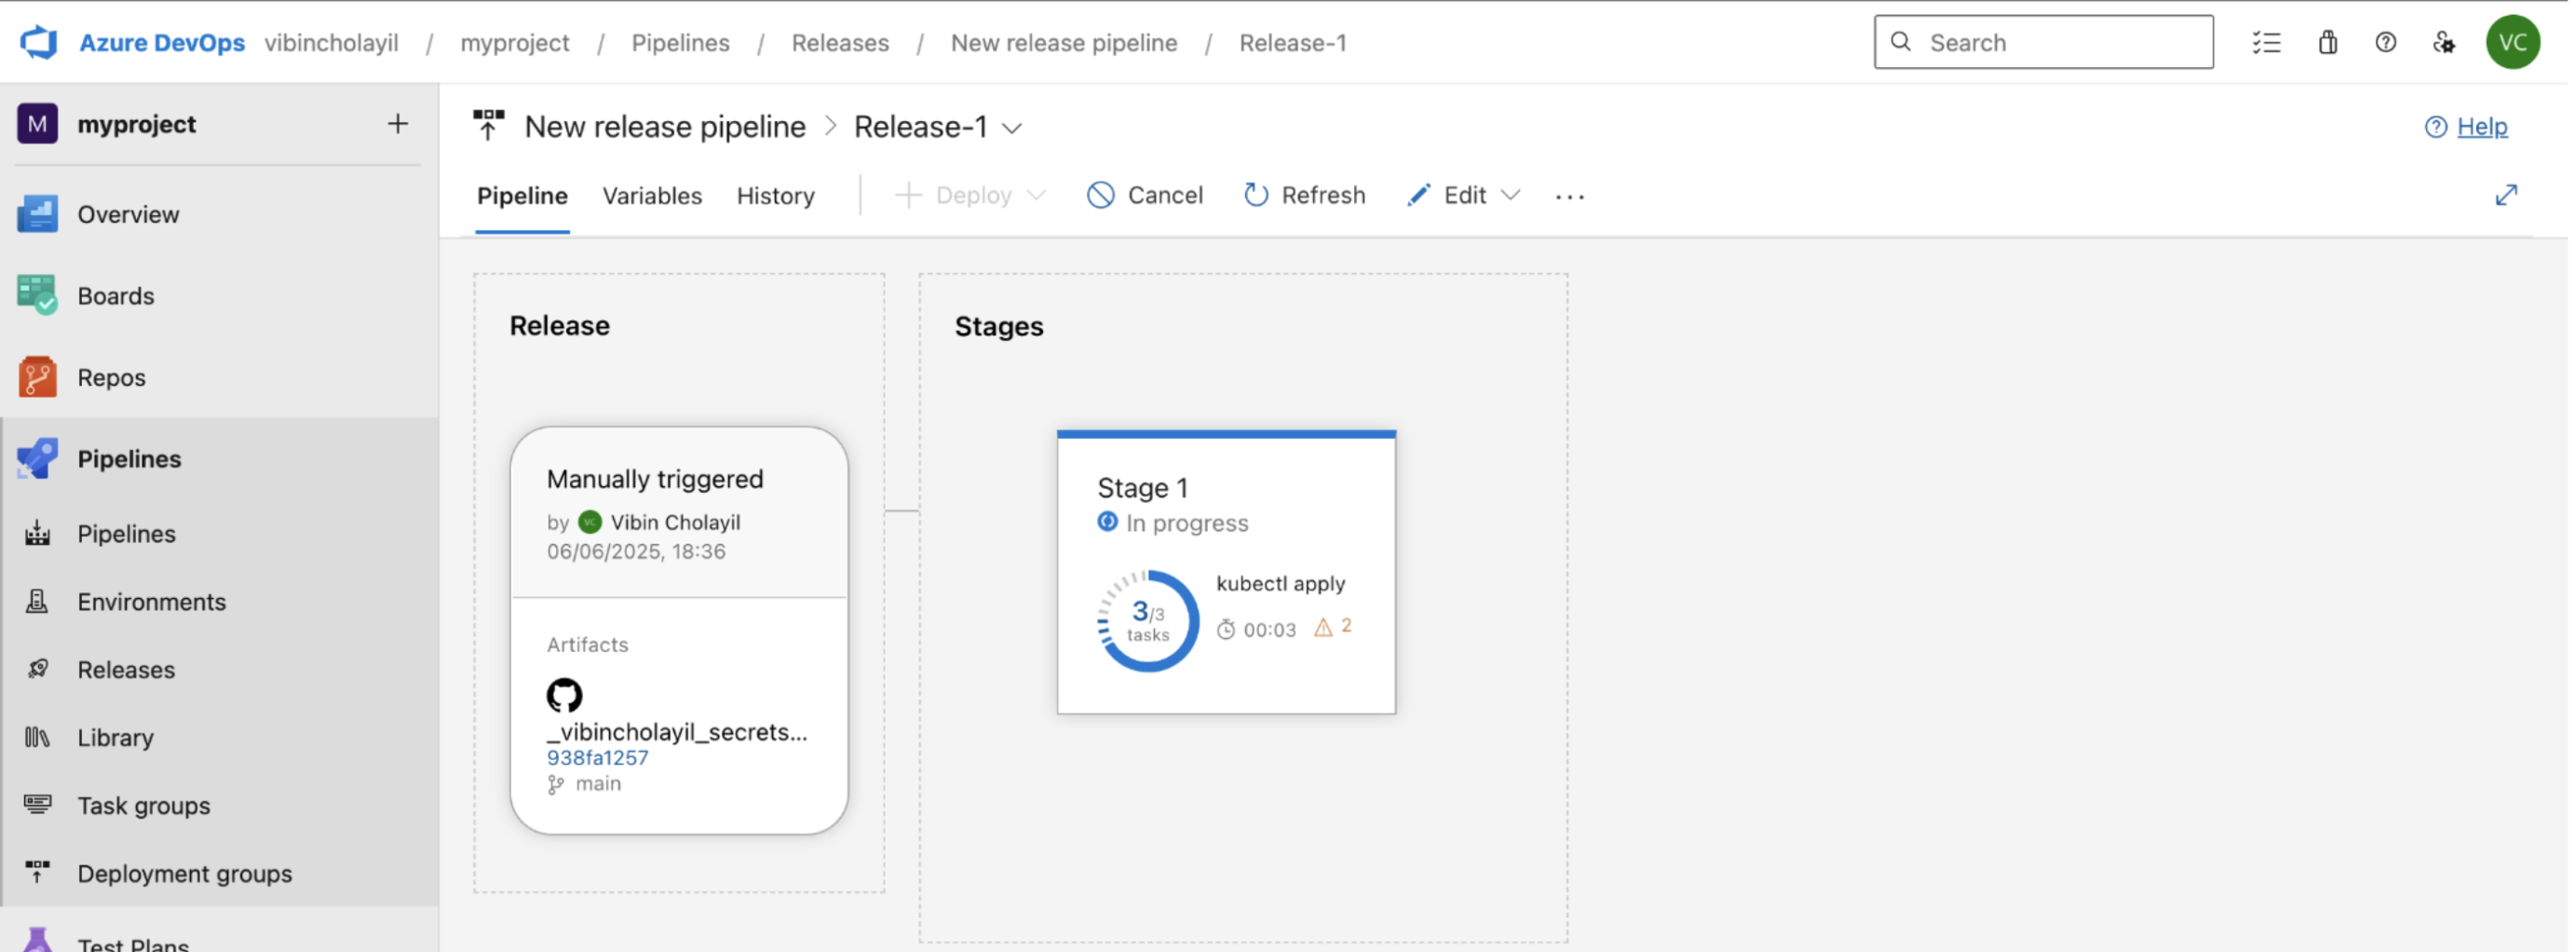 Azure DevOps vibincholayil / myproject / Pipelines / Releases / New release pipeline / Release-1
Search
VC
M myproject
Overview
Boards
Repos
Pipelines
Pipelines
Environments
Releases
Library
Task groups
Deployment groups
Test Plans
New release pipeline > Release-1
Help
Pipeline Variables History Deploy Cancel Refresh Edit ...
Release
Manually triggered
by VC Vibin Cholayil
06/06/2025, 18:36
Artifacts
_vibincholayil_secrets...
938fa1257
main
Stages
Stage 1
In progress
3/3
tasks
kubectl apply
00:03 2